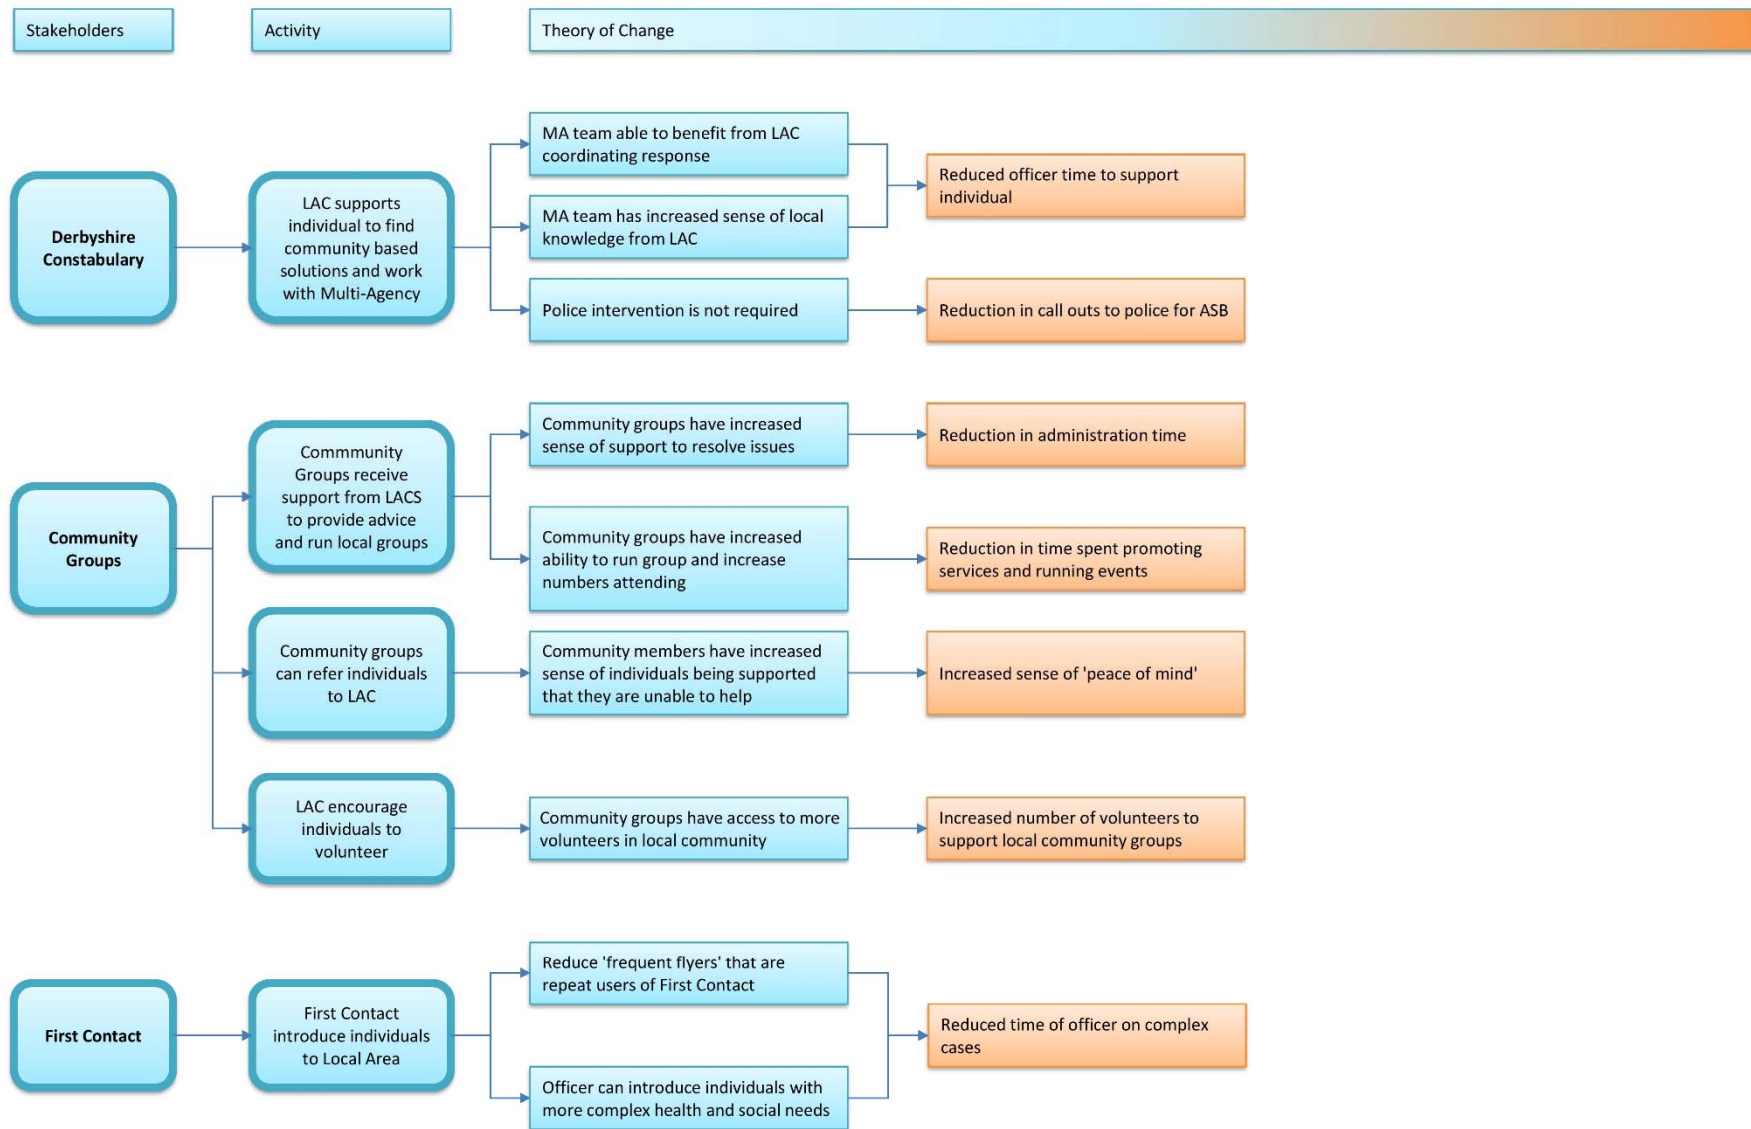 Stakeholders
Activity
Theory of Change
Derbyshire
Constabulary
LAC supports
individual to find
community based
solutions and work
with Multi-Agency
MA team able to benefit from LAC
coordinating response
MA team has increased sense of local
knowledge from LAC
Police intervention is not required
Reduced officer time to support
individual
Reduction in call outs to police for ASB
Community
Groups
Commmunity
Groups receive
support from LACS
to provide advice
and run local groups
Community groups have increased
sense of support to resolve issues
Reduction in administration time
Community groups have increased
ability to run group and increase
numbers attending
Reduction in time spent promoting
services and running events
Community groups
can refer individuals
to LAC
Community members have increased
sense of individuals being supported
that they are unable to help
Increased sense of 'peace of mind'
LAC encourage
individuals to
volunteer
Community groups have access to more
volunteers in local community
Increased number of volunteers to
support local community groups
First Contact
First Contact
introduce individuals
to Local Area
Reduce 'frequent flyers' that are
repeat users of First Contact
Officer can introduce individuals with
more complex health and social needs
Reduced time of officer on complex
cases